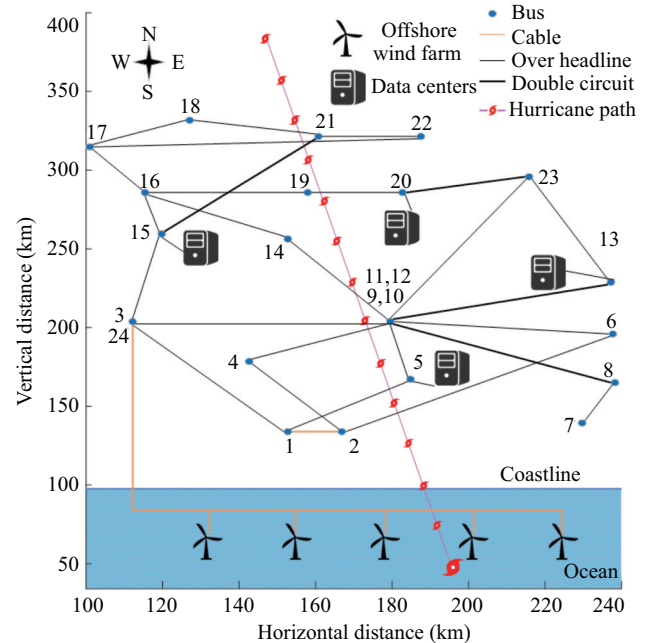 400
350
300
250
200
150
100
50
Vertical distance (km)
100
120
140
160
180
200
220
240
Horizontal distance (km)
N
W E
S
Offshore
wind farm
Data centers
Bus
Cable
Over headline
Double circuit
Hurricane path
18
21
22
17
16
19
20
23
15
14
13
11,12
9,10
3
24
4
5
6
8
7
1
2
Coastline
Ocean